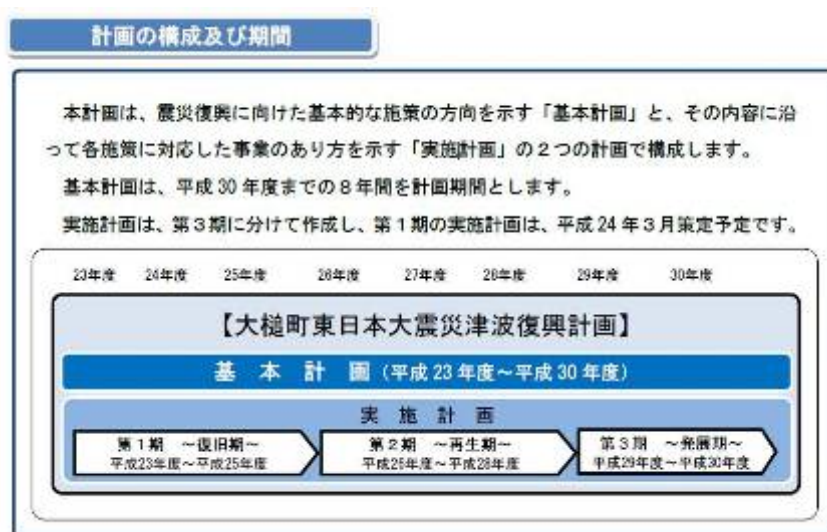 計画の構成及び期間
本計画は、震災復興に向けた基本的な施策の方向を示す「基本計画」と、その内容に沿
って各施策に対応した事業のあり方を示す「実施計画」の2つの計画で構成します。
基本計画は、平成30年度までの8年間を計画期間とします。
実施計画は、第3期に分けて作成し、第1期の実施計画は、平成24年3月策定予定です。
23年度 24年度 25年度 26年度 27年度 28年度 29年度 30年度
【大槌町東日本大震災津波復興計画】
基本計画（平成23年度～平成30年度）
実施計画
第1期 ～復旧期～
平成23年度～平成25年度
第2期 ～再生期～
平成26年度～平成28年度
第3期 ～発展期～
平成29年度～平成30年度